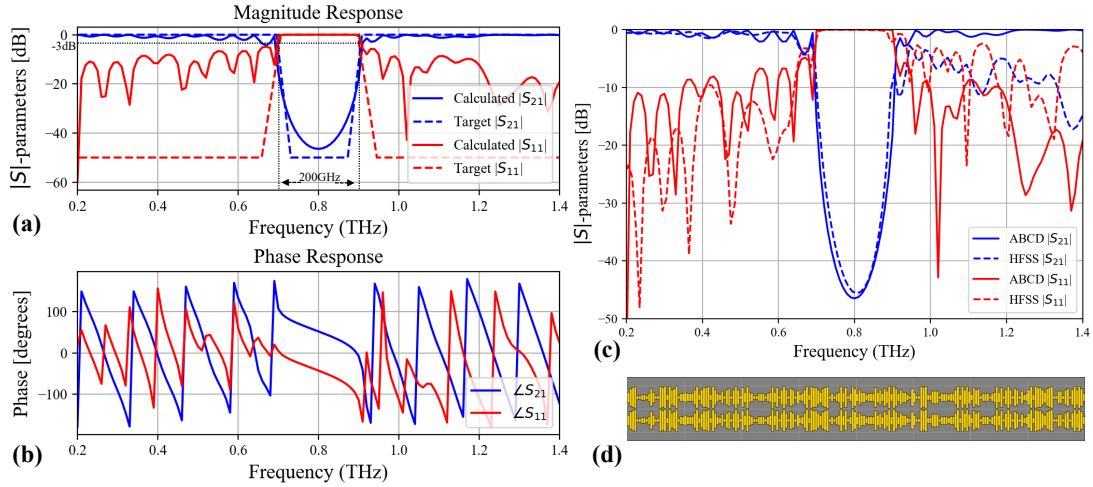 Magnitude Response
|S|-parameters [dB]
0
-3dB
−20
−40
−60
Calculated |S₂₁|
Target |S₂₁|
Calculated |S₁₁|
Target |S₁₁|
200GHz
0.2 0.4 0.6 0.8 1.0 1.2 1.4
Frequency (THz)
(a)
Phase Response
Phase [degrees]
100
0
−100
∠S₂₁
∠S₁₁
0.2 0.4 0.6 0.8 1.0 1.2 1.4
Frequency (THz)
(b)
|S|-parameters [dB]
0
−10
−20
−30
−40
−50
ABCD |S₂₁|
HFSS |S₂₁|
ABCD |S₁₁|
HFSS |S₁₁|
0.2 0.4 0.6 0.8 1.0 1.2 1.4
Frequency (THz)
(c)
(d)